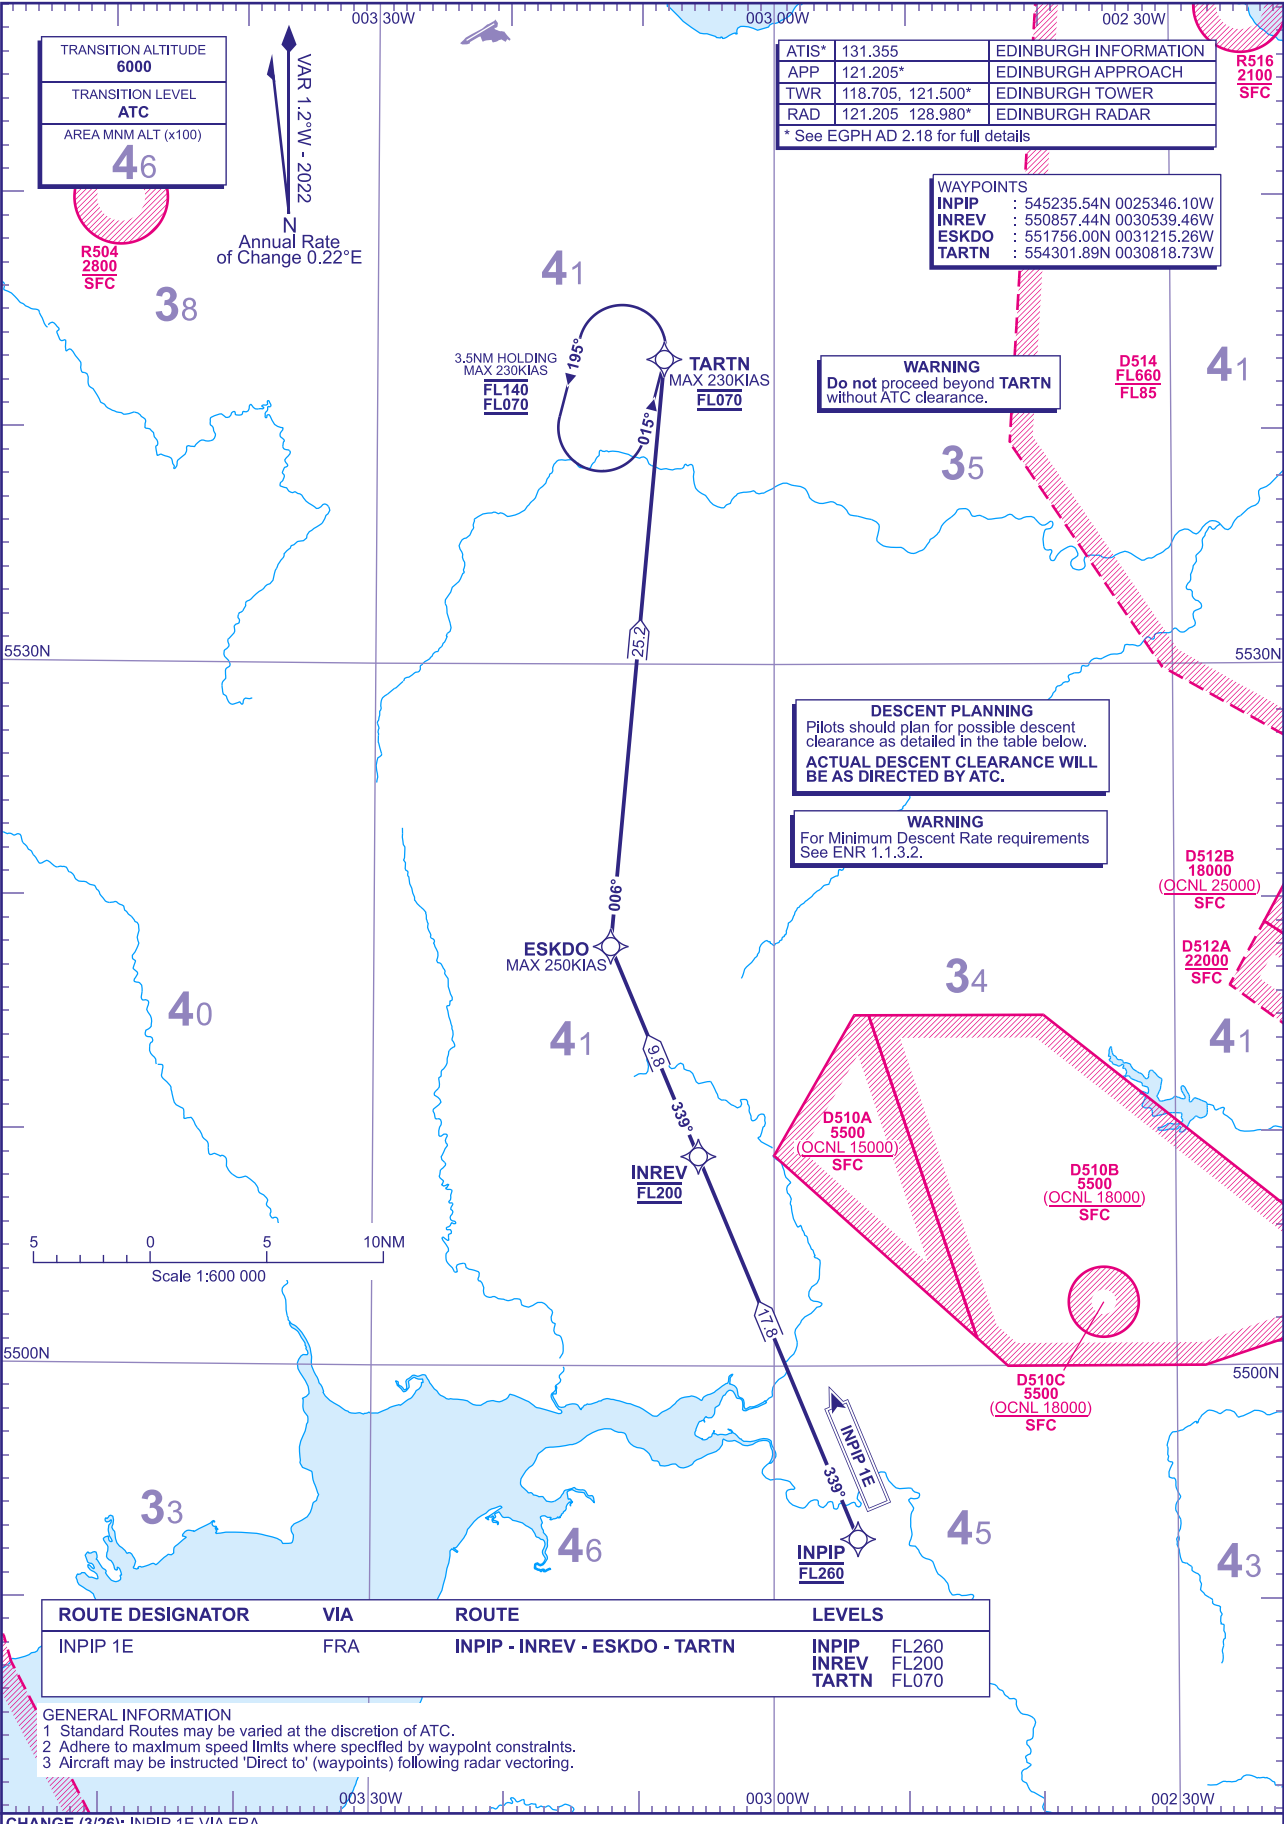 003 30W
003 00W
002 30W
TRANSITION ALTITUDE
6000
TRANSITION LEVEL
ATC
AREA MNM ALT (x100)
46
VAR 1.2°W - 2022
N
Annual Rate
of Change 0.22°E
ATIS* 131.355 EDINBURGH INFORMATION
APP 121.205* EDINBURGH APPROACH
TWR 118.705, 121.500* EDINBURGH TOWER
RAD 121.205 128.980* EDINBURGH RADAR
* See EGPH AD 2.18 for full details
R516
2100
SFC
WAYPOINTS
INPIP : 545235.54N 0025346.10W
INREV : 550857.44N 0030539.46W
ESKDO : 551756.00N 0031215.26W
TARTN : 554301.89N 0030818.73W
R504
2800
SFC
38
41
3.5NM HOLDING
MAX 230KIAS
FL140
FL070
195°
015°
TARTN
MAX 230KIAS
FL070
WARNING
Do not proceed beyond TARTN
without ATC clearance.
D514
FL660
FL85
41
35
25.2
5530N
5530N
DESCENT PLANNING
Pilots should plan for possible descent
clearance as detailed in the table below.
ACTUAL DESCENT CLEARANCE WILL
BE AS DIRECTED BY ATC.
WARNING
For Minimum Descent Rate requirements
See ENR 1.1.3.2.
D512B
18000
(OCNL 25000)
SFC
006°
ESKDO
MAX 250KIAS
D512A
22000
SFC
34
40
41
41
9.8
339°
D510A
5500
(OCNL 15000)
SFC
INREV
FL200
D510B
5500
(OCNL 18000)
SFC
5 0 5 10NM
Scale 1:600 000
17.8
5500N
5500N
D510C
5500
(OCNL 18000)
SFC
INPIP 1E
339°
33
46
45
43
INPIP
FL260
ROUTE DESIGNATOR VIA ROUTE LEVELS
INPIP 1E FRA INPIP - INREV - ESKDO - TARTN INPIP FL260
INREV FL200
TARTN FL070
GENERAL INFORMATION
1 Standard Routes may be varied at the discretion of ATC.
2 Adhere to maximum speed limits where specified by waypoint constraints.
3 Aircraft may be instructed 'Direct to' (waypoints) following radar vectoring.
003 30W
003 00W
002 30W
CHANGE (3/26): INPIP 1E VIA FRA